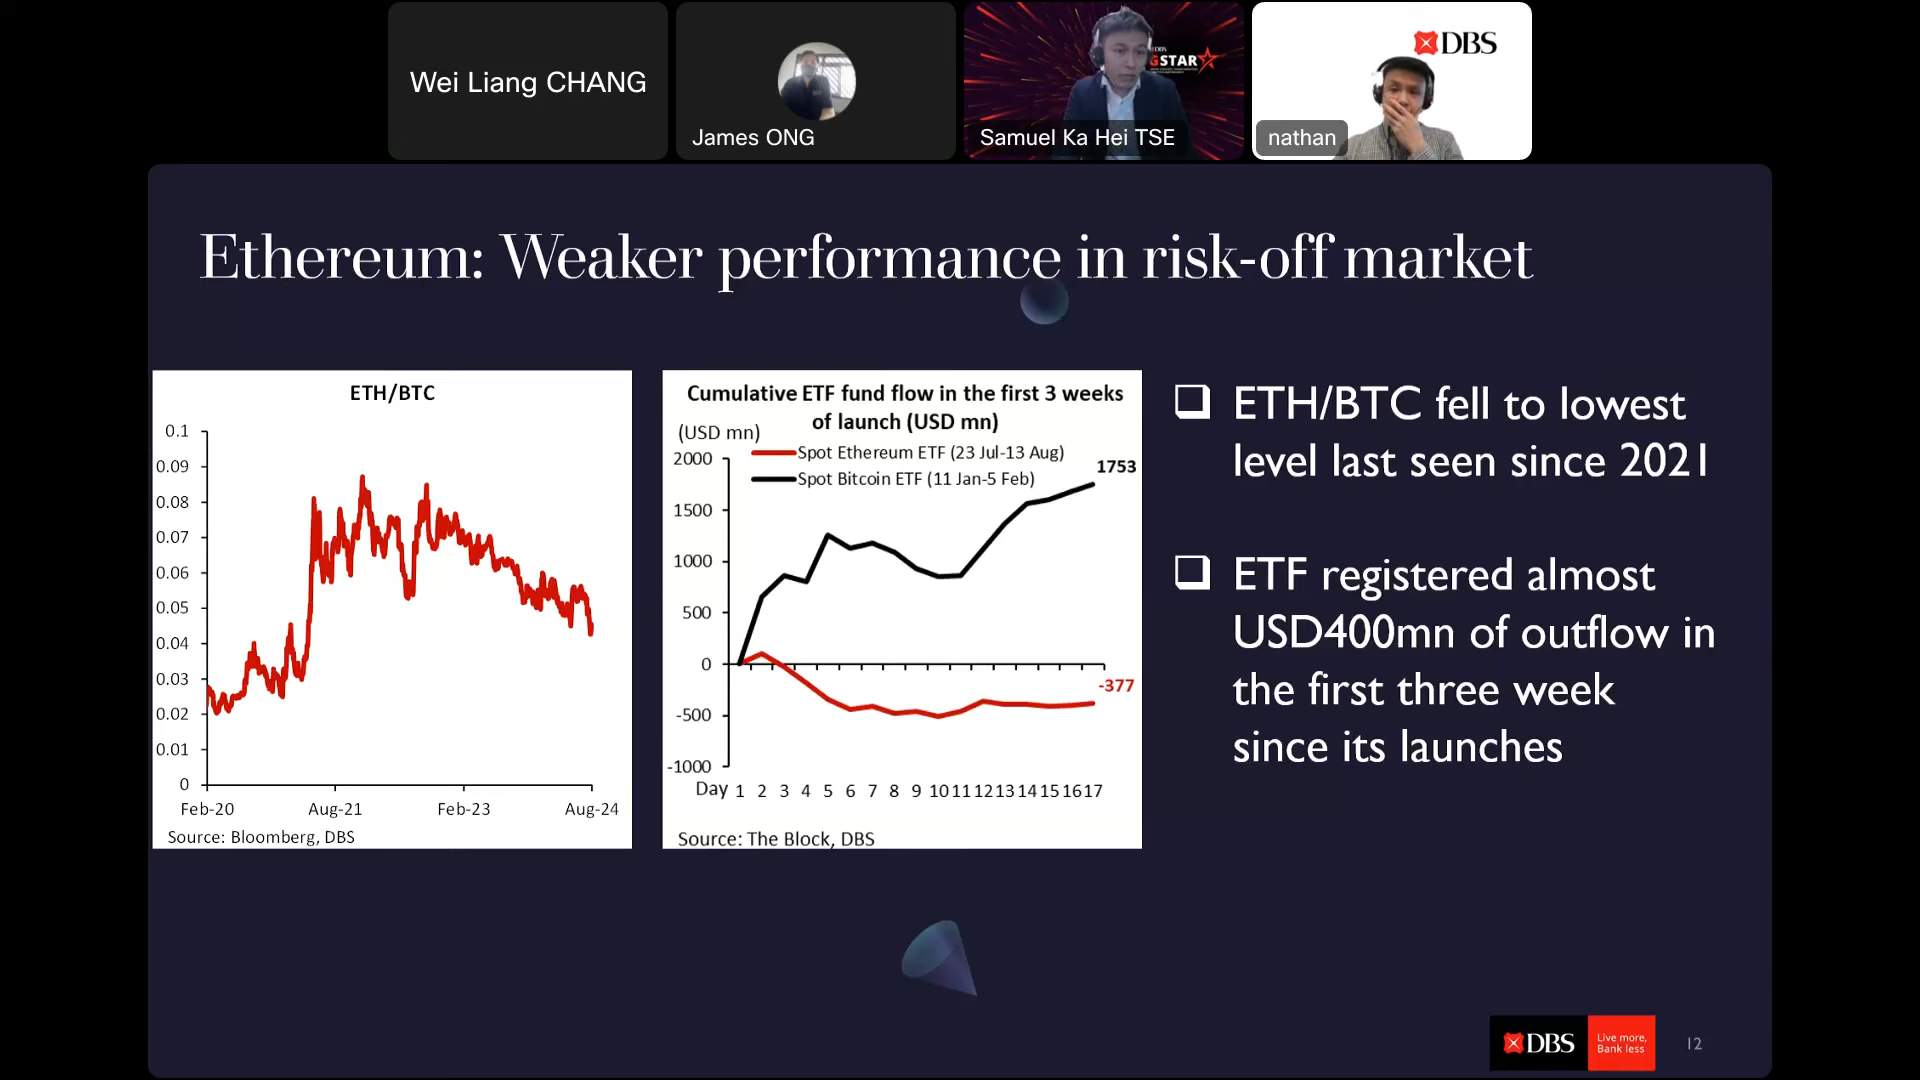 Wei Liang CHANG
James ONG
DBS
GSTAR
Samuel Ka Hei TSE
DBS
nathan
Ethereum: Weaker performance in risk-off market
ETH/BTC
0.1
0.09
0.08
0.07
0.06
0.05
0.04
0.03
0.02
0.01
0
Feb-20 Aug-21 Feb-23 Aug-24
Source: Bloomberg, DBS
Cumulative ETF fund flow in the first 3 weeks
of launch (USD mn)
(USD mn)
Spot Ethereum ETF (23 Jul-13 Aug)
Spot Bitcoin ETF (11 Jan-5 Feb)
2000
1500
1000
500
0
-500
-1000
1753
-377
Day 1 2 3 4 5 6 7 8 9 10 11 12 13 14 15 16 17
Source: The Block, DBS
ETH/BTC fell to lowest
level last seen since 2021
ETF registered almost
USD400mn of outflow in
the first three week
since its launches
DBS
Live more,
Bank less
12